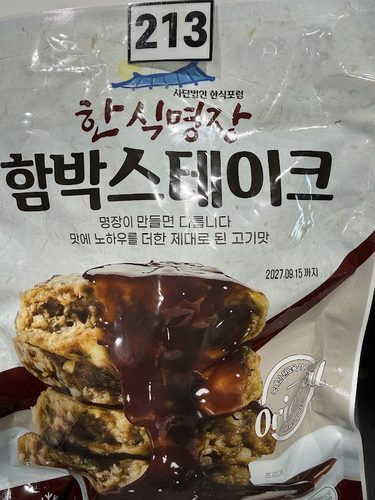 213
사단법인 한식포럼
한식명장
함박스테이크
명장이 만들면 다릅니다
맛에 노하우를 더한 제대로 된 고기맛
2027.09.15 까지